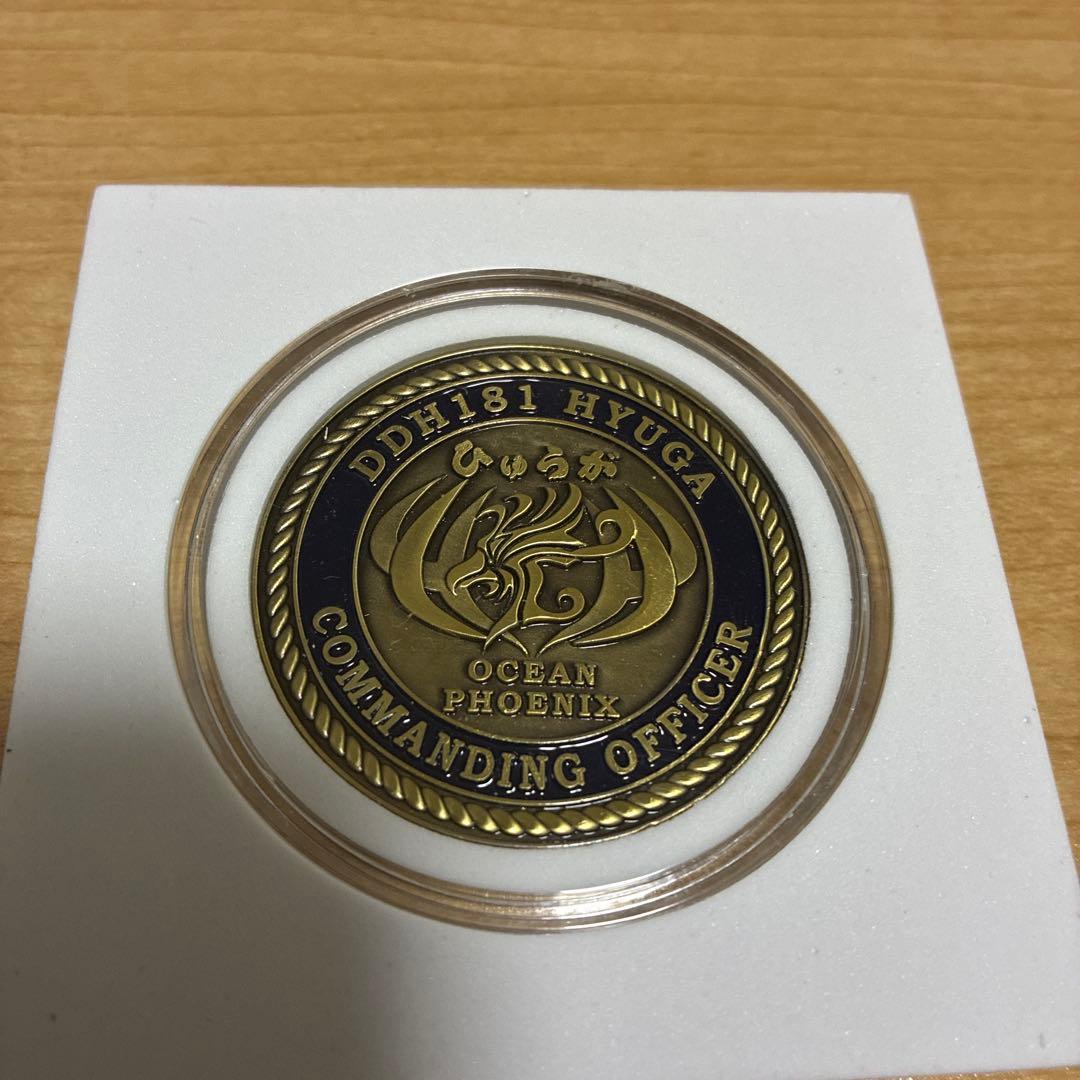 DDH181 HYUGA
ひゅうが
OCEAN
PHOENIX
COMMANDING OFFICER